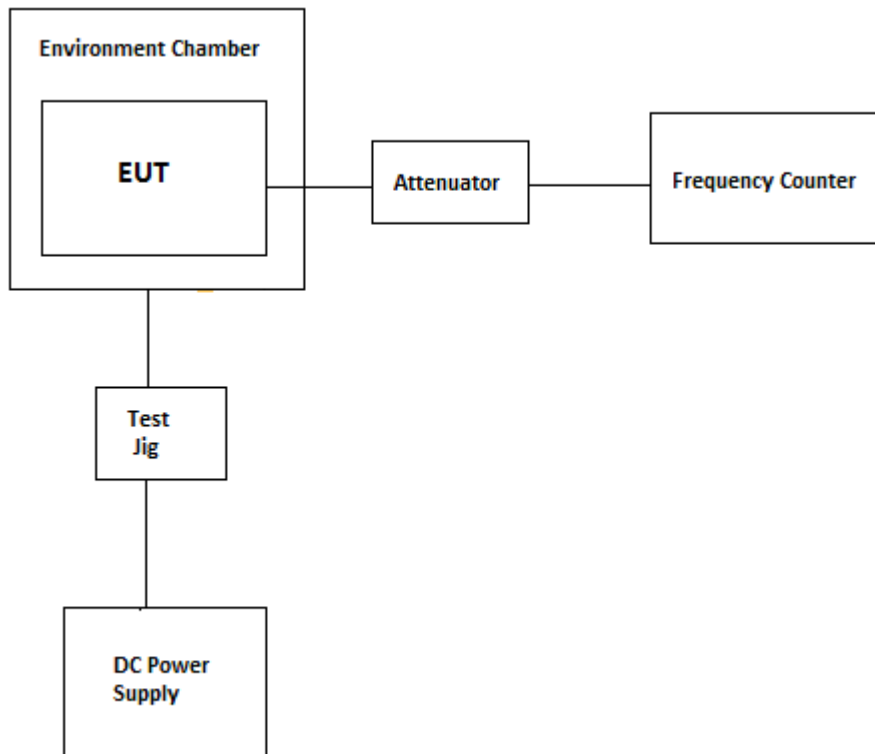 Environment Chamber
EUT
Attenuator
Frequency Counter
Test
Jig
DC Power
Supply